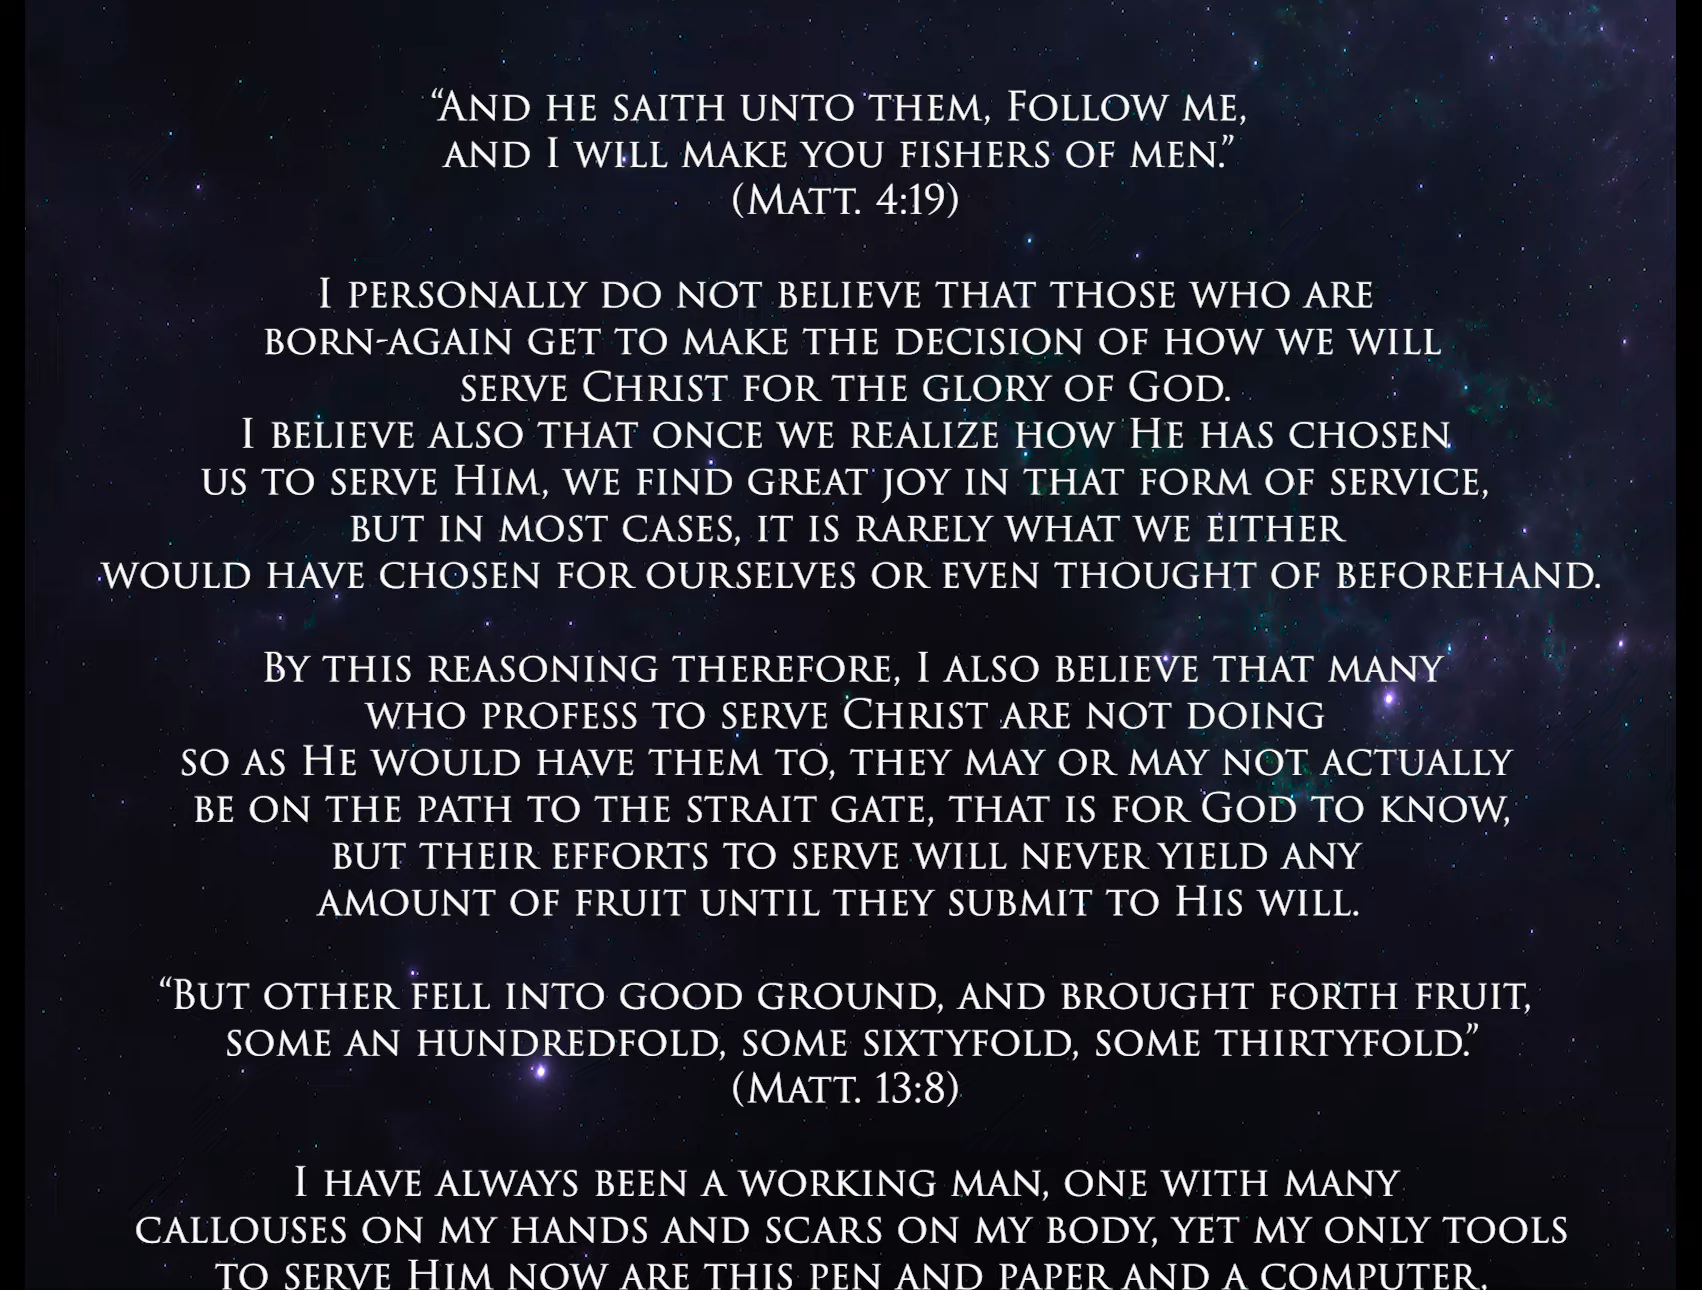 “And he saith unto them, Follow me,
and I will make you fishers of men.”
(Matt. 4:19)
I personally do not believe that those who are
born-again get to make the decision of how we will
serve Christ for the glory of God.
I believe also that once we realize how He has chosen
us to serve Him, we find great joy in that form of service,
but in most cases, it is rarely what we either
would have chosen for ourselves or even thought of beforehand.
By this reasoning therefore, I also believe that many
who profess to serve Christ are not doing
so as He would have them to, they may or may not actually
be on the path to the strait gate, that is for God to know,
but their efforts to serve will never yield any
amount of fruit until they submit to His will.
“But other fell into good ground, and brought forth fruit,
some an hundredfold, some sixtyfold, some thirtyfold.”
(Matt. 13:8)
I have always been a working man, one with many
callouses on my hands and scars on my body, yet my only tools
to serve Him now are this pen and paper and a computer.